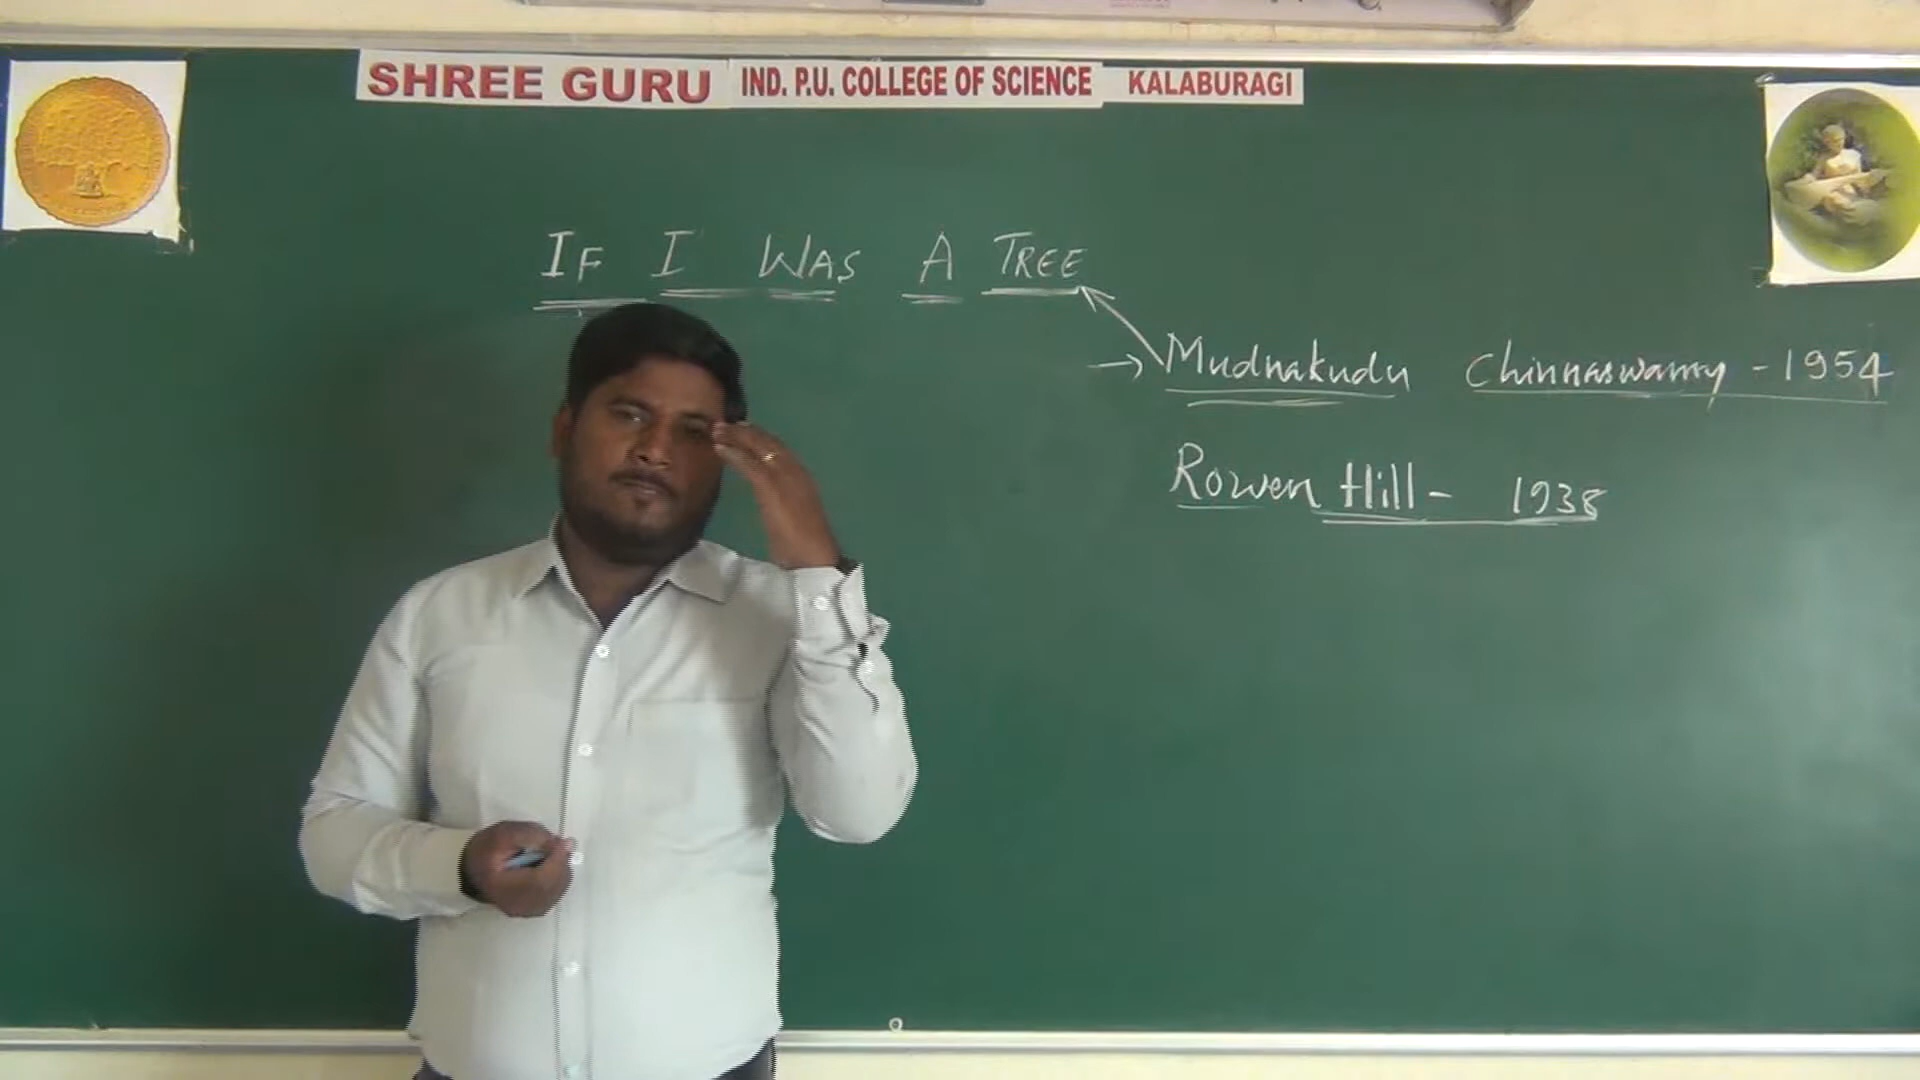 SHREE GURU IND. P.U. COLLEGE OF SCIENCE KALABURAGI
IF I WAS A TREE
→ Mudnakudu Chinnaswamy - 1954
Rowen Hill - 1938